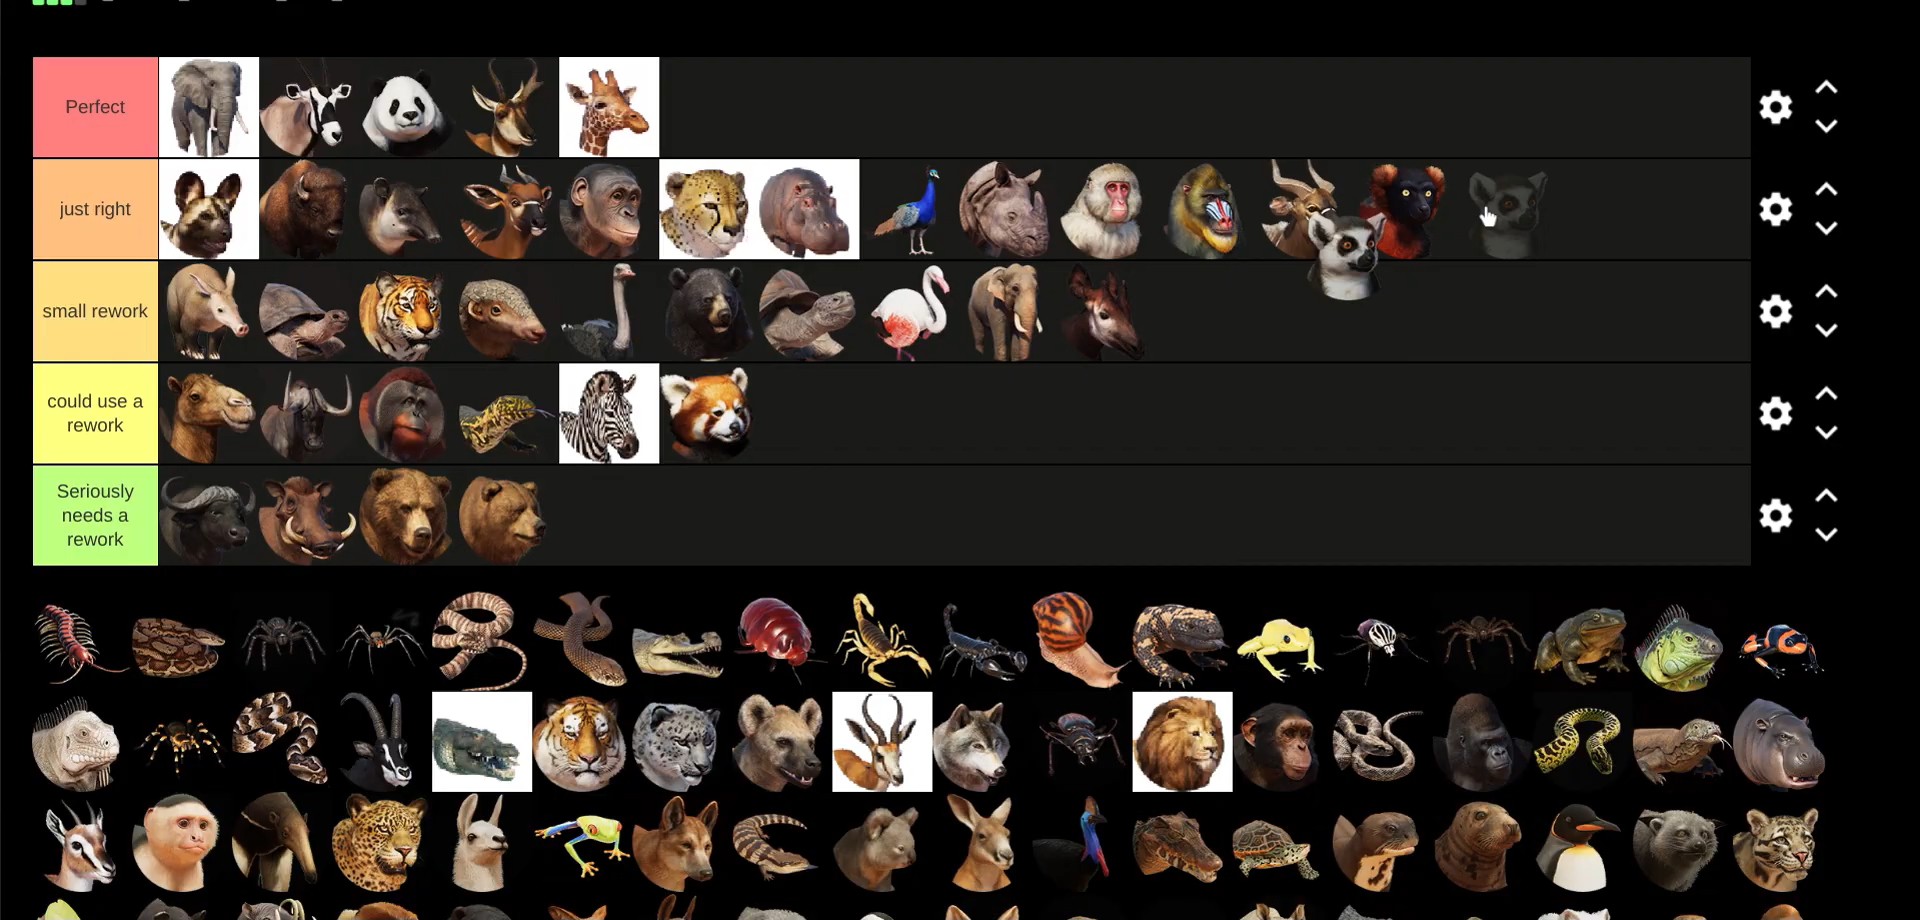 Perfect
just right
small rework
could use a
rework
Seriously
needs a
rework